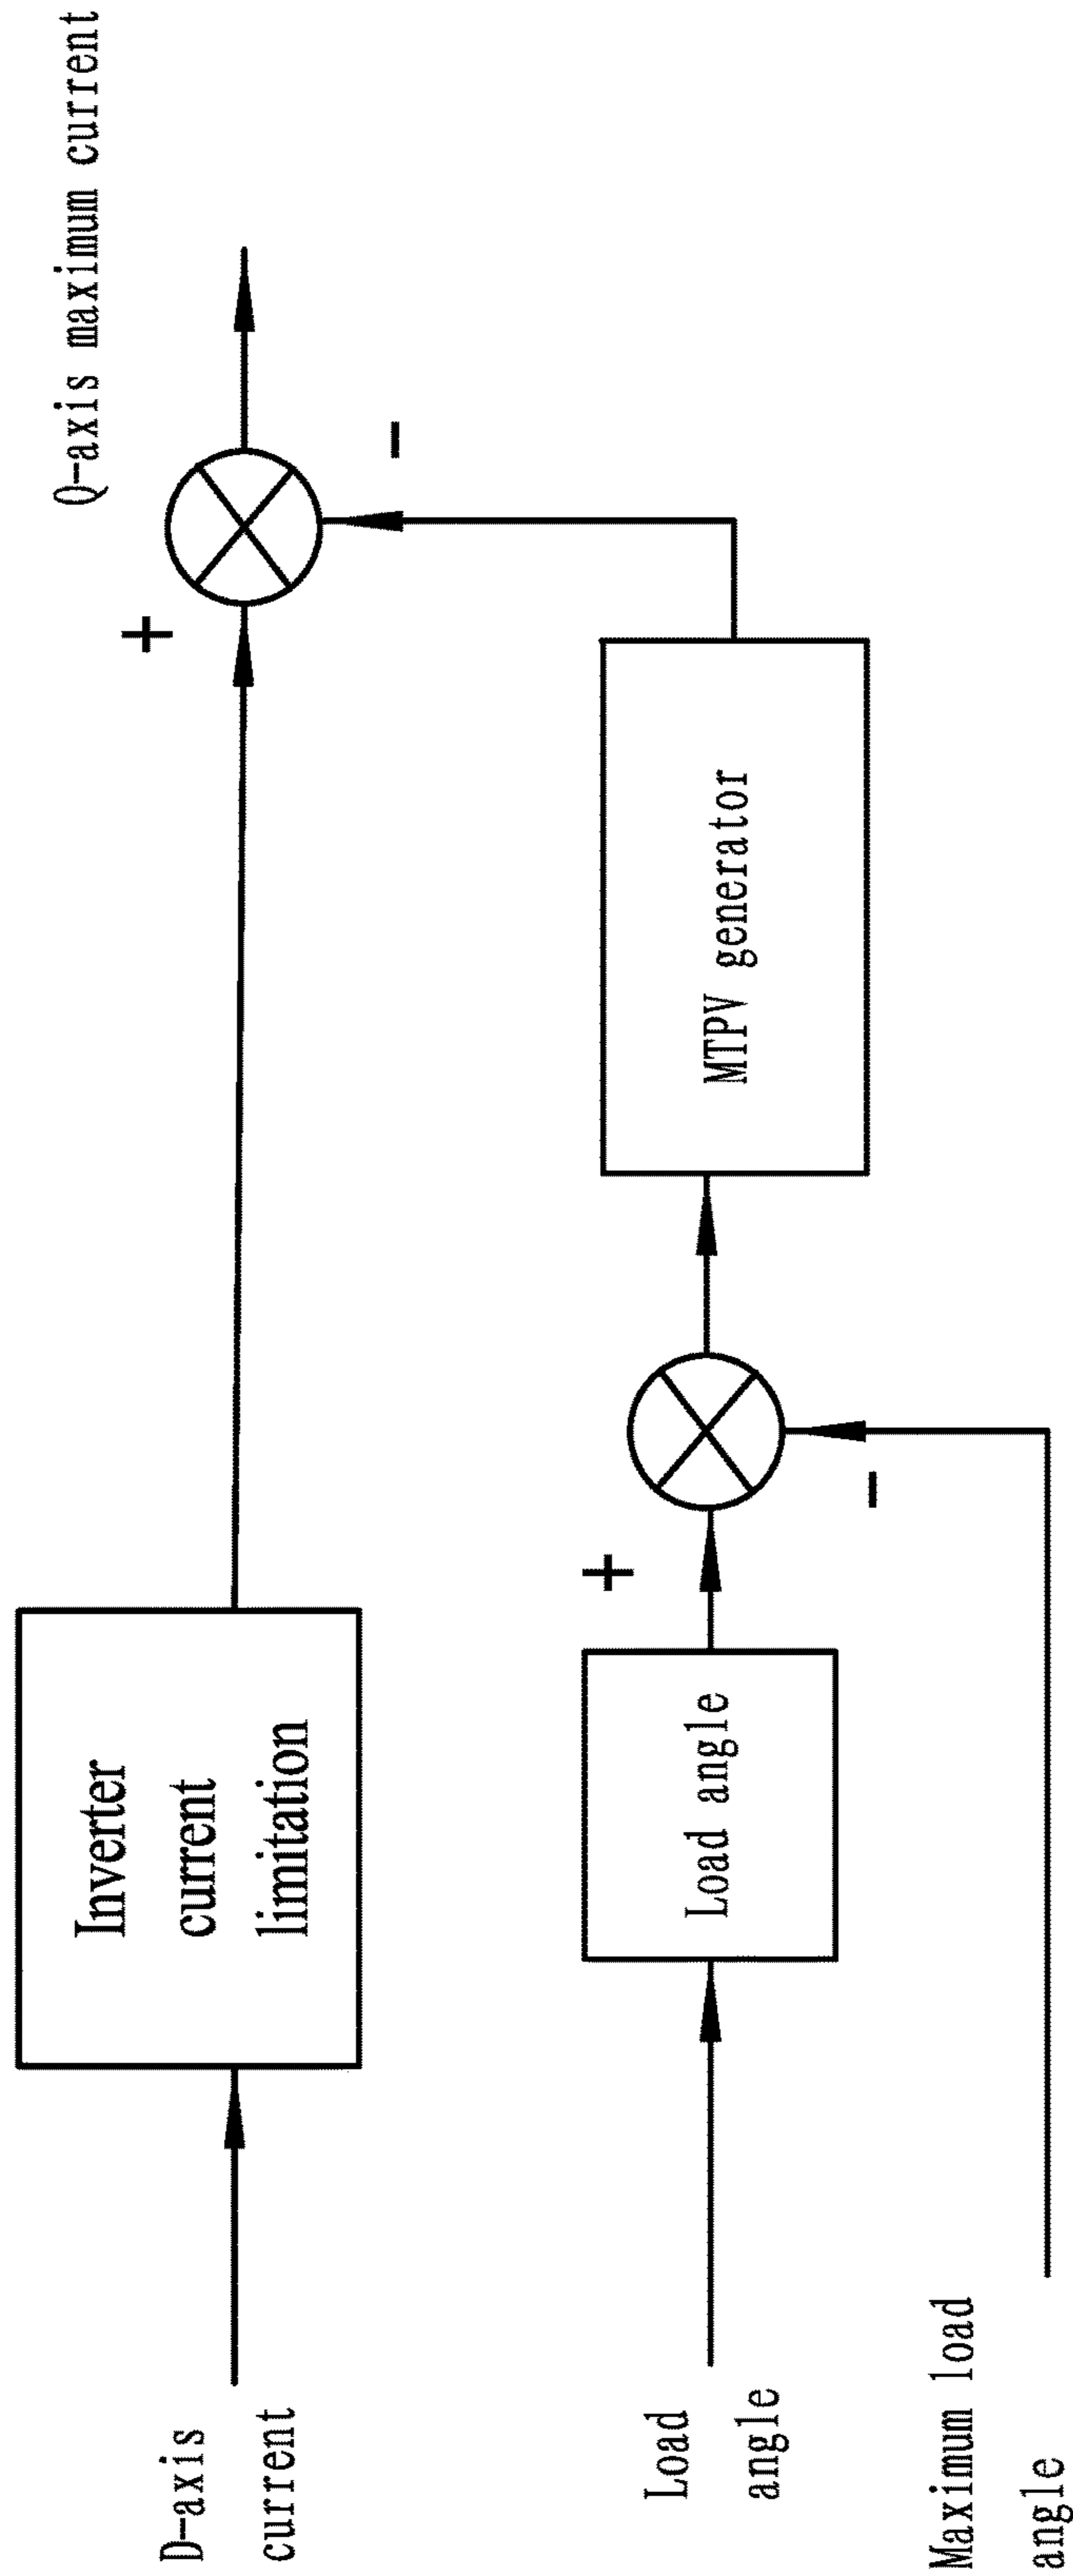 Q-axis maximum current
D-axis
current
Inverter
current
limitation
+
-
Load
angle
Load angle
+
-
MTPV generator
Maximum load
angle